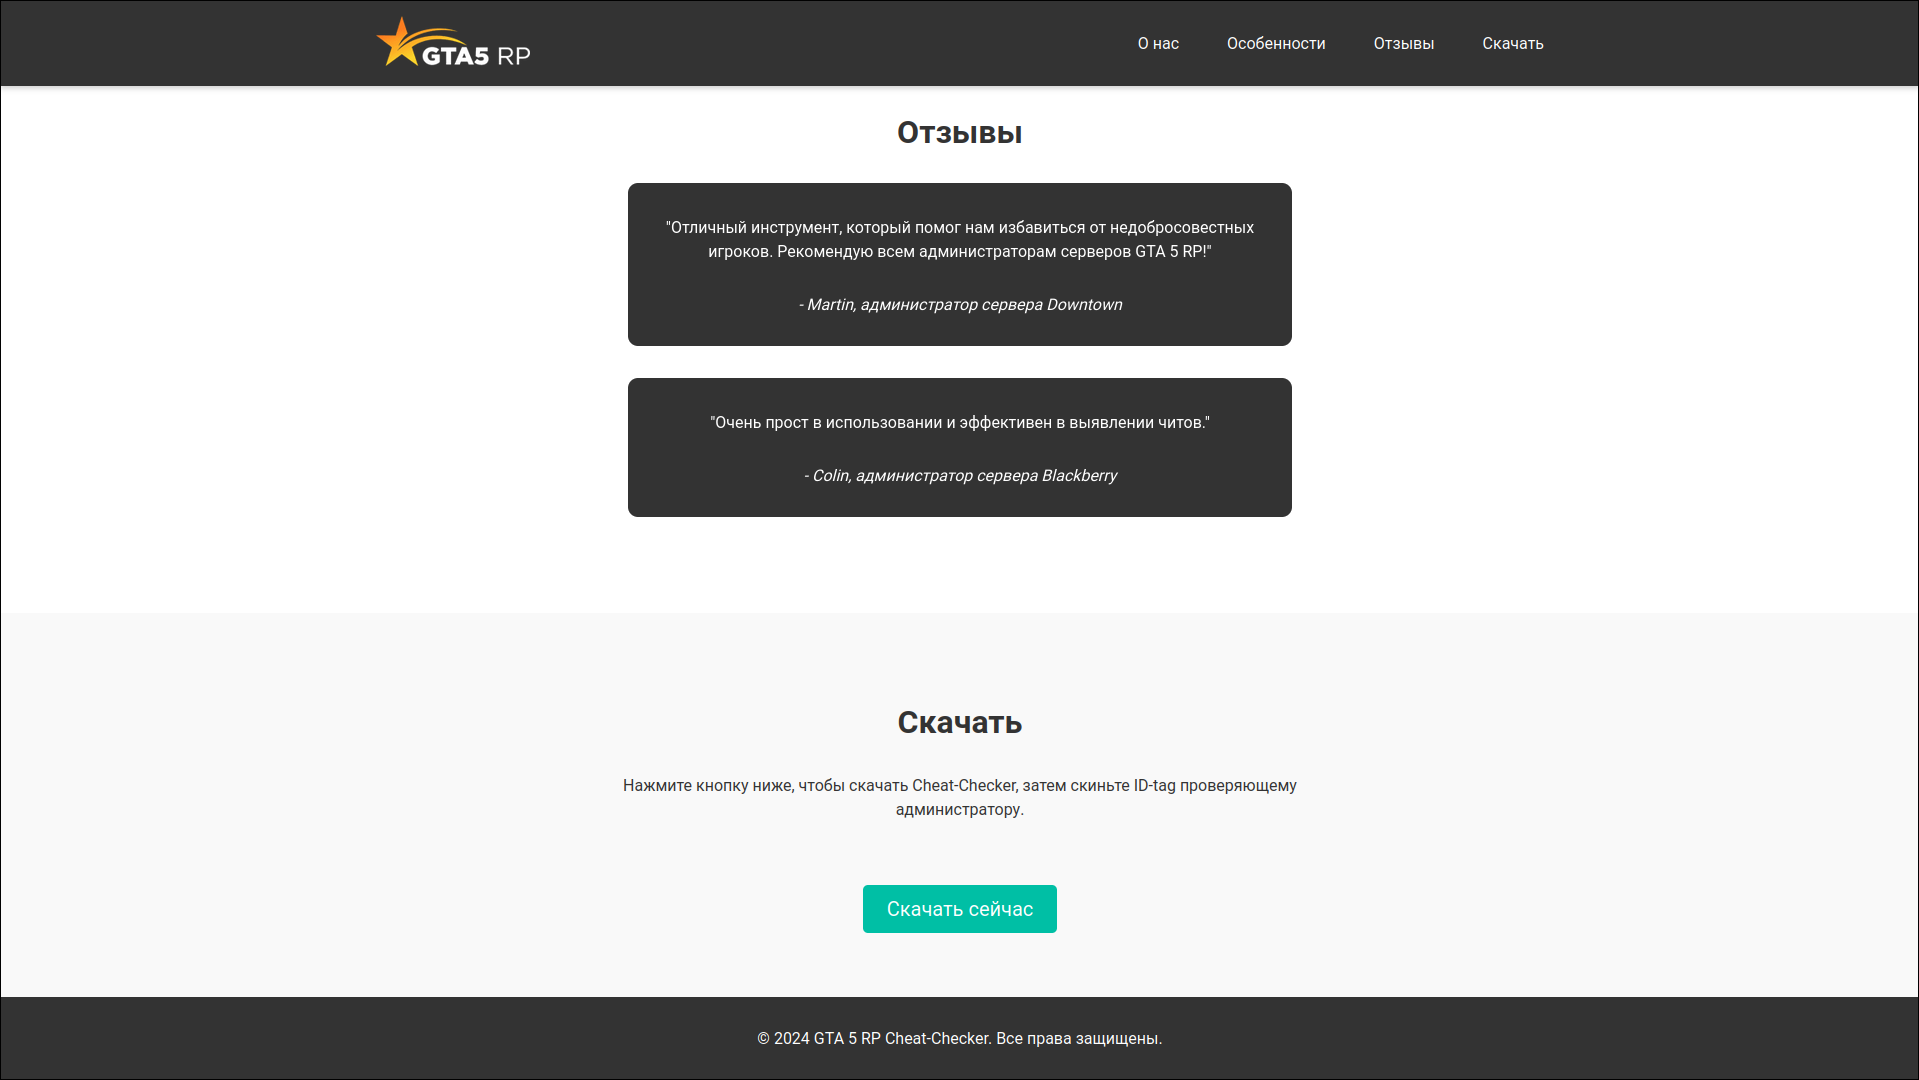 GTA5 RP
О нас
Особенности
Отзывы
Скачать
Отзывы
"Отличный инструмент, который помог нам избавиться от недобросовестных
игроков. Рекомендую всем администраторам серверов GTA 5 RP!"
- Martin, администратор сервера Downtown
"Очень прост в использовании и эффективен в выявлении читов."
- Colin, администратор сервера Blackberry
Скачать
Нажмите кнопку ниже, чтобы скачать Cheat-Checker, затем скиньте ID-tag проверяющему
администратору.
Скачать сейчас
© 2024 GTA 5 RP Cheat-Checker. Все права защищены.